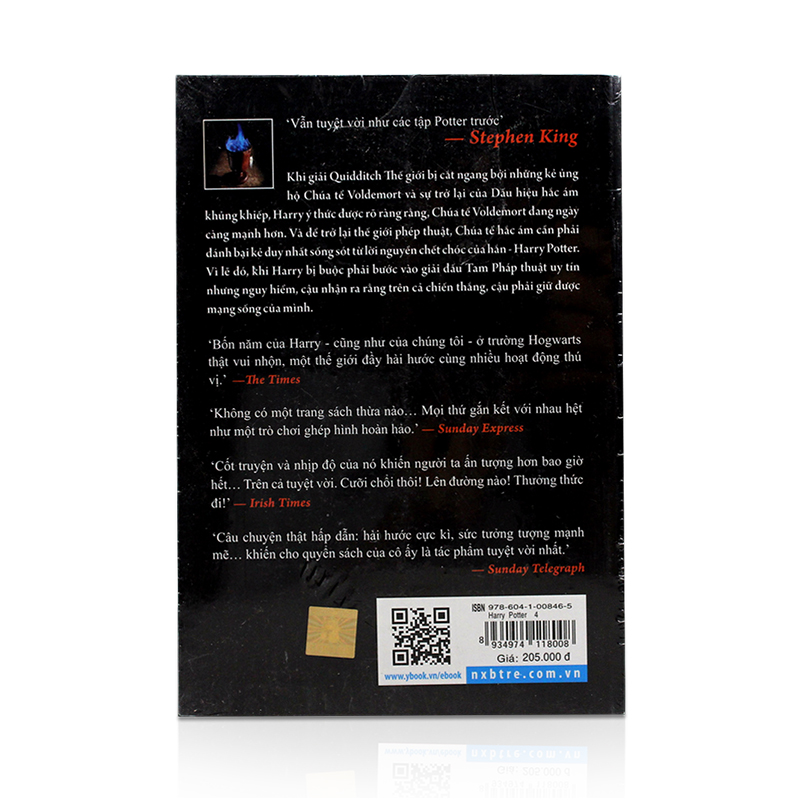 ‘Vẫn tuyệt vời như các tập Potter trước’
— Stephen King
Khi giải Quidditch Thế giới bị cắt ngang bởi những kẻ ủng
hộ Chúa tể Voldemort và sự trở lại của Dấu hiệu hắc ám
khủng khiếp, Harry ý thức được rõ ràng rằng, Chúa tể Voldemort đang ngày
càng mạnh hơn. Và để trở lại thế giới phép thuật, Chúa tể hắc ám cần phải
đánh bại kẻ duy nhất sống sót từ lời nguyền chết chóc của hắn - Harry Potter.
Vì lẽ đó, khi Harry bị buộc phải bước vào giải đấu Tam Pháp thuật uy tín
nhưng nguy hiểm, cậu nhận ra rằng trên cả chiến thắng, cậu phải giữ được
mạng sống của mình.
‘Bốn năm của Harry - cũng như của chúng tôi - ở trường Hogwarts
thật vui nhộn, một thế giới đầy hài hước cùng nhiều hoạt động thú
vị.’ —The Times
‘Không có một trang sách thừa nào… Mọi thứ gắn kết với nhau hệt
như một trò chơi ghép hình hoàn hảo.’ — Sunday Express
‘Cốt truyện và nhịp độ của nó khiến người ta ấn tượng hơn bao giờ
hết… Trên cả tuyệt vời. Cưỡi chổi thôi! Lên đường nào! Thưởng thức
đi!’ — Irish Times
‘Câu chuyện thật hấp dẫn: hài hước cực kì, sức tưởng tượng mạnh
mẽ… khiến cho quyển sách của cô ấy là tác phẩm tuyệt vời nhất.’
— Sunday Telegraph
ISBN 978-604-1-00846-5
Harry Potter 4
8 934974 118008
Giá: 205.000 đ
www.ybook.vn/ebook
nxbtre.com.vn